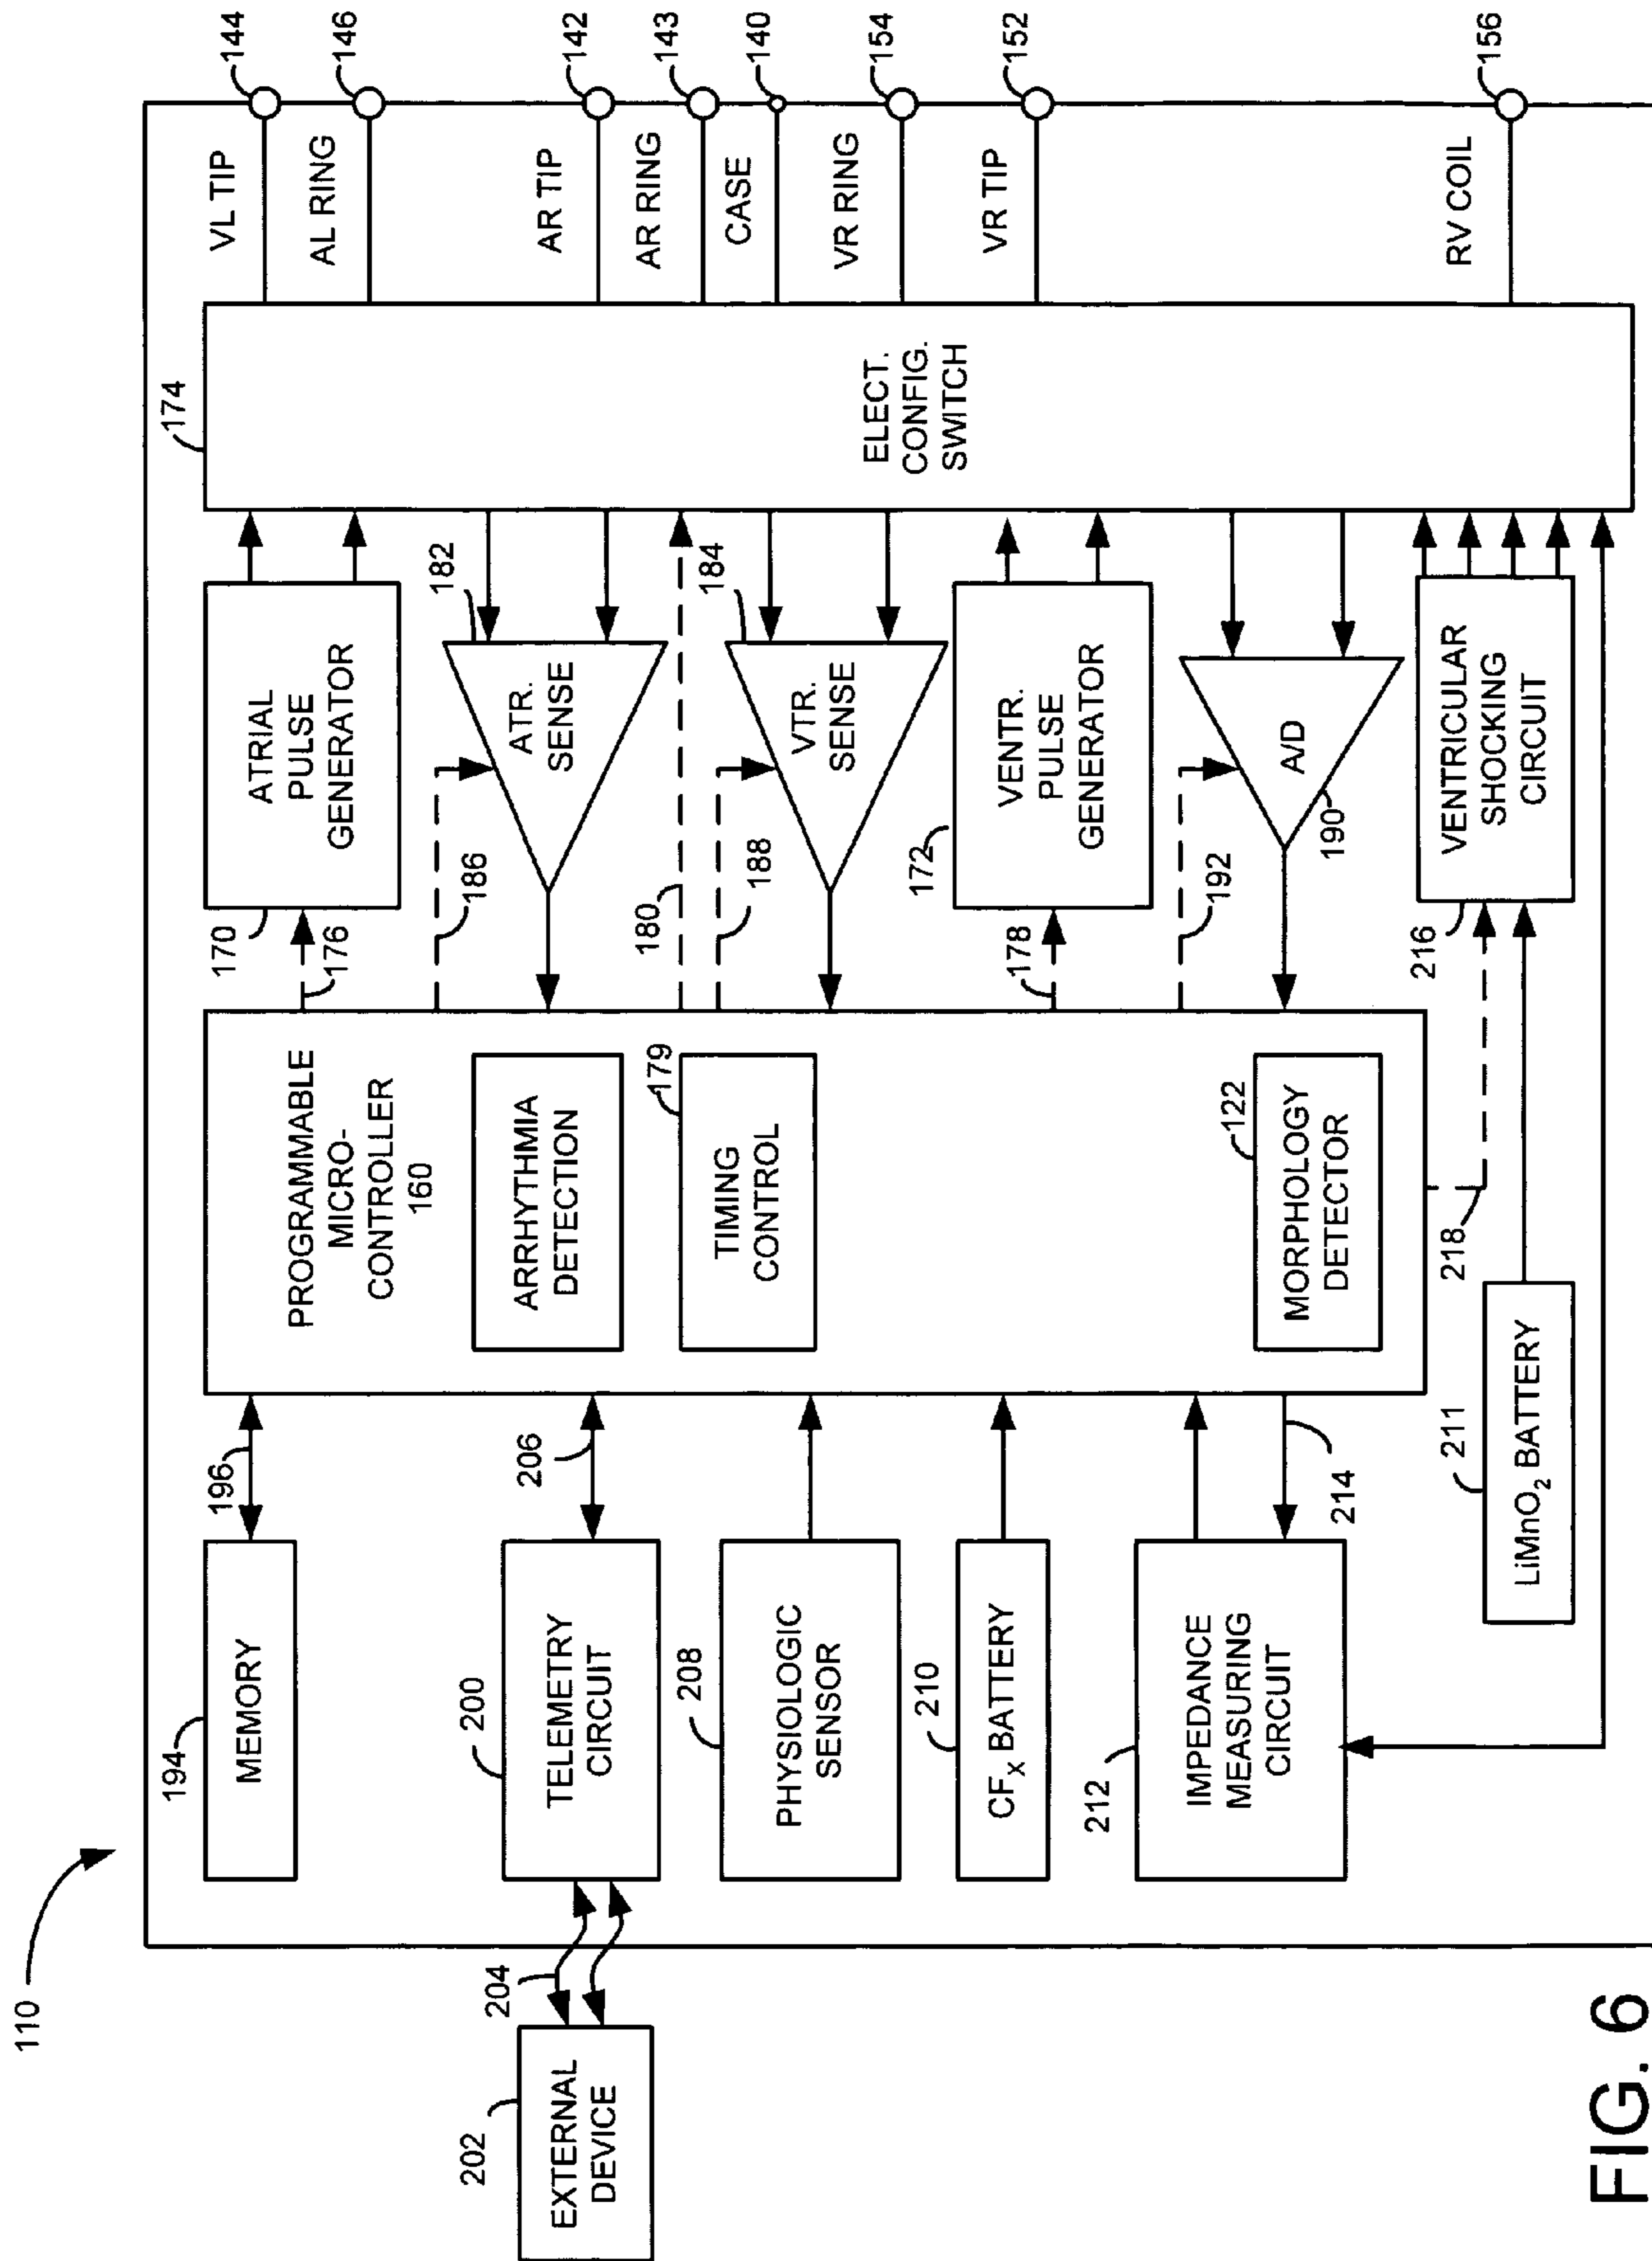 110
202
EXTERNAL
DEVICE
204
194
MEMORY
196
200
TELEMETRY
CIRCUIT
206
208
PHYSIOLOGIC
SENSOR
210
CFX BATTERY
212
IMPEDANCE
MEASURING
CIRCUIT
214
211
LiMnO2 BATTERY
PROGRAMMABLE
MICRO-
CONTROLLER
160
ARRHYTHMIA
DETECTION
179
TIMING
CONTROL
122
MORPHOLOGY
DETECTOR
218
170
176
ATRIAL
PULSE
GENERATOR
186
182
ATR.
SENSE
180
188
184
VTR.
SENSE
172
178
VENTR.
PULSE
GENERATOR
192
A/D
190
216
VENTRICULAR
SHOCKING
CIRCUIT
174
ELECT.
CONFIG.
SWITCH
VL TIP
144
AL RING
146
AR TIP
142
AR RING
143
CASE
140
VR RING
154
VR TIP
152
RV COIL
156
FIG. 6